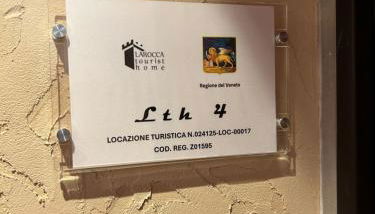 LAROCCA
tourist
home
Regione del Veneto
Lth 4
LOCAZIONE TURISTICA N.024125-LOC-00017
COD. REG. Z01595